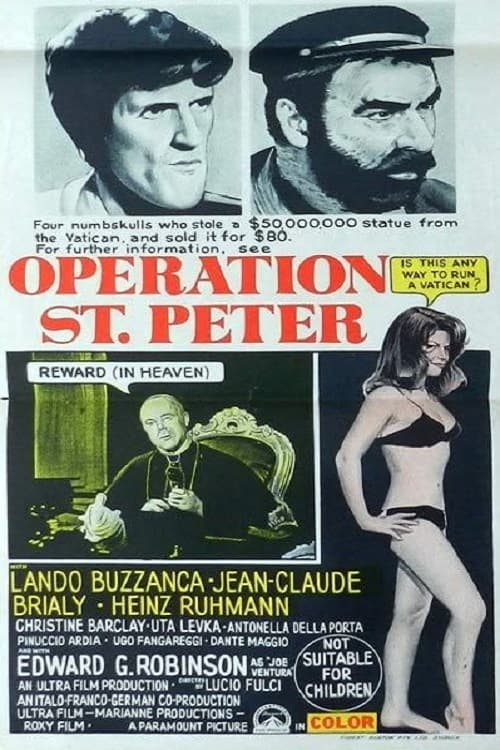 Four numbskulls who stole a $50,000,000 statue from
the Vatican, and sold it for $80.
For further information, see
OPERATION
ST. PETER
IS THIS ANY
WAY TO RUN
A VATICAN?
REWARD (IN HEAVEN)
WITH
LANDO BUZZANCA · JEAN-CLAUDE
BRIALY · HEINZ RUHMANN
CHRISTINE BARCLAY · UTA LEVKA · ANTONELLA DELLA PORTA
PINUCCIO ARDIA · UGO FANGAREGGI · DANTE MAGGIO
AND WITH
EDWARD G. ROBINSON AS 'JOE VENTURA'
AN ULTRA FILM PRODUCTION · DIRECTED BY LUCIO FULCI
AN ITALO-FRANCO-GERMAN CO-PRODUCTION
ULTRA FILM – MARIANNE PRODUCTIONS –
ROXY FILM · A PARAMOUNT PICTURE
IN COLOR
NOT
SUITABLE
FOR
CHILDREN